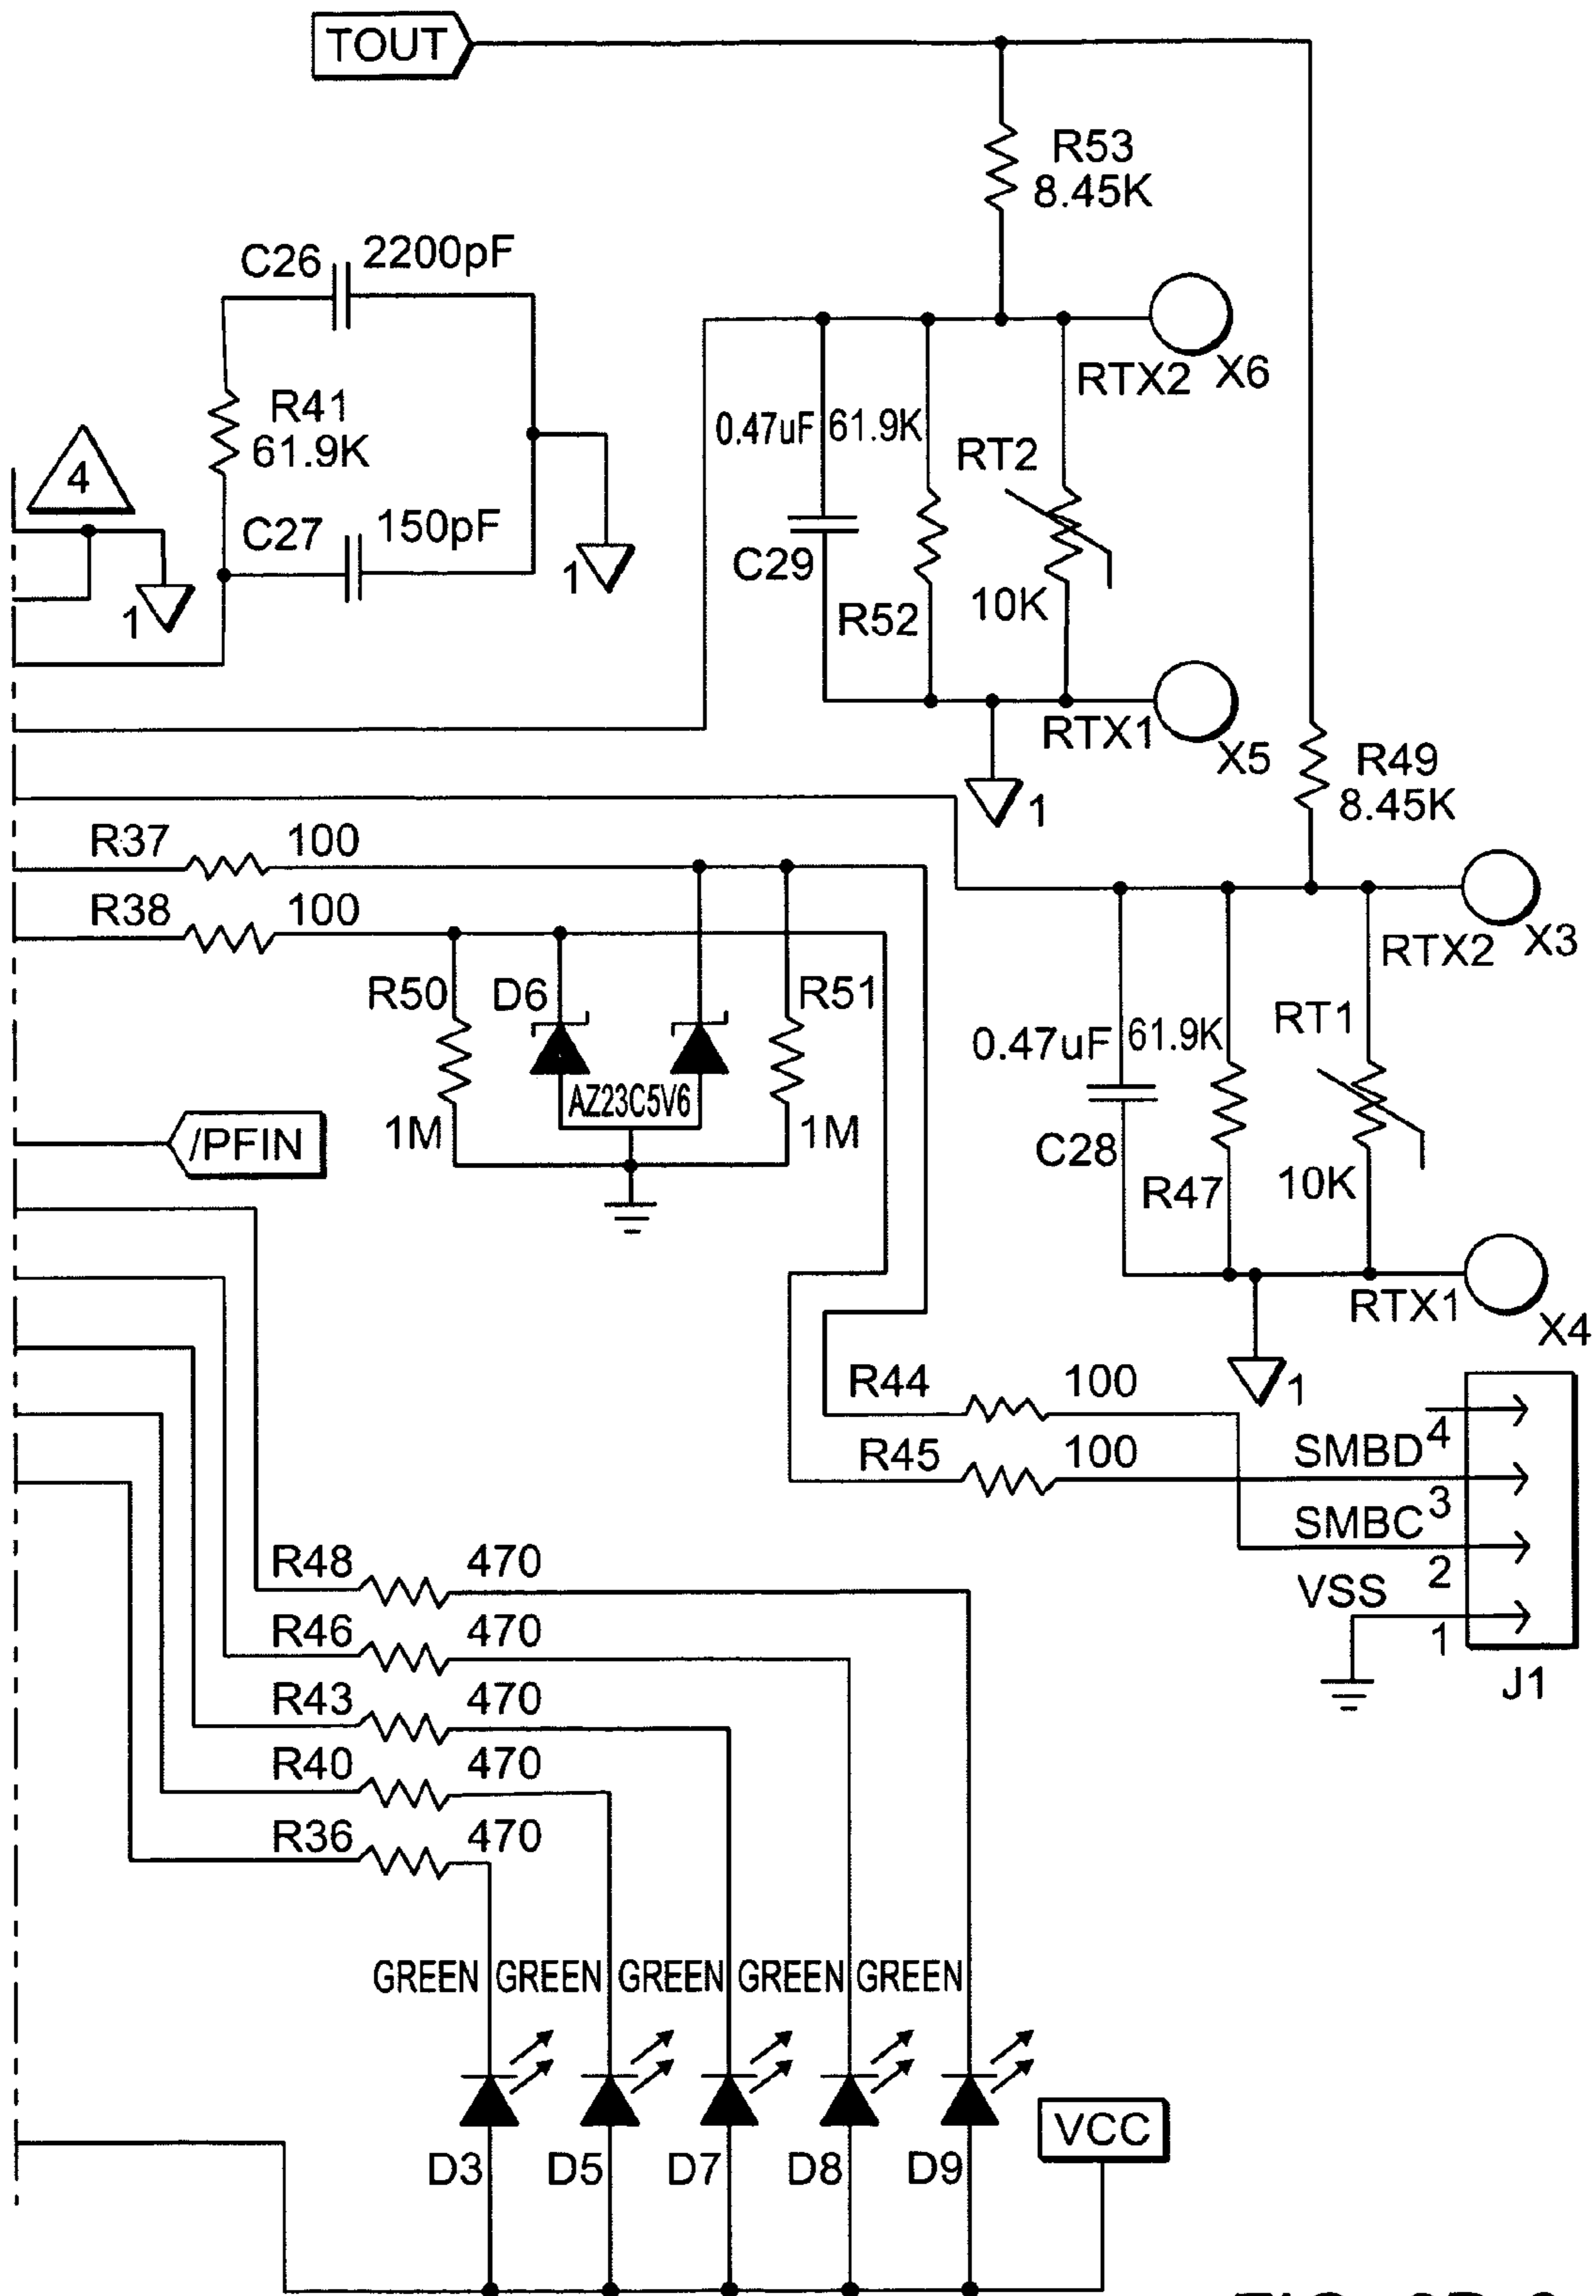 TOUT
R53
8.45K
C26 2200pF
R41
61.9K
RTX2 X6
0.47uF 61.9K
RT2
4
C27 150pF
C29
1
1
R52
10K
RTX1
X5
R49
8.45K
1
R37 100
R38 100
RTX2 X3
R50 D6 R51
0.47uF 61.9K
RT1
AZ23C5V6
1M 1M
/PFIN
C28
R47 10K
RTX1
X4
R44 100
1
4
R45 100
SMBD
3
SMBC
2
VSS
1
J1
R48 470
R46 470
R43 470
R40 470
R36 470
GREEN GREEN GREEN GREEN GREEN
VCC
D3 D5 D7 D8 D9